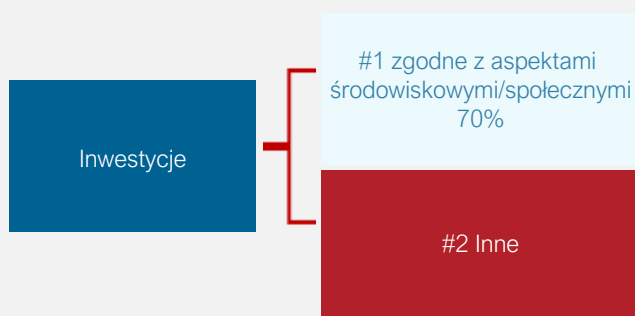 #1 zgodne z aspektami
środowiskowymi/społecznymi
70%
Inwestycje
#2 Inne